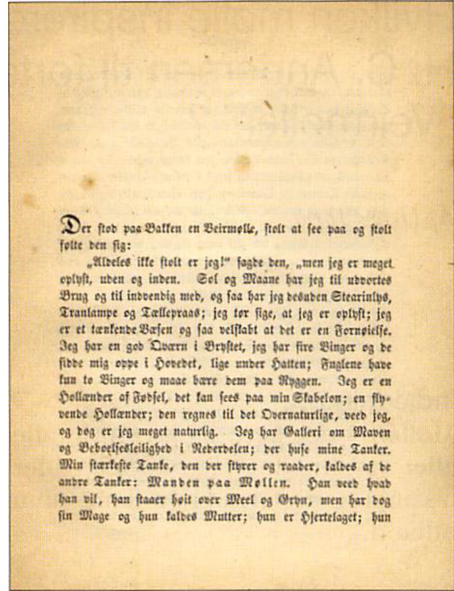 Der stod paa Bakken en Veirmølle, stolt at see paa og stolt
følte den sig:
„Aldeles ikke stolt er jeg!" sagde den, „men jeg er meget
oplyst, uden og inden. Sol og Maane har jeg til udvortes
Brug og til indvendig med, og saa har jeg desuden Stearinlys,
Tranlampe og Tællepraas; jeg tør sige, at jeg er oplyst; jeg
er et tænkende Væsen og saa velskabt at det er en Fornøielse.
Jeg har en god Qværn i Brystet, jeg har fire Vinger og de
sidde mig oppe i Hovedet, lige under Hatten; Fuglene have
kun to Vinger og maae bære dem paa Ryggen. Jeg er en
Hollænder af Fødsel, det kan sees paa min Skabelon; en fly-
vende Hollænder; den regnes til det Overnaturlige, veed jeg,
og dog er jeg meget naturlig. Jeg har Galleri om Maven
og Beboelsesleilighed i Nederdelen; der huse mine Tanker.
Min stærkeste Tanke, den der styrer og raader, kaldes af de
andre Tanker: Manden paa Møllen. Han veed hvad
han vil, han staaer høit over Meel og Gryn, men har dog
sin Mage og hun kaldes Mutter; hun er Hjertelaget; hun